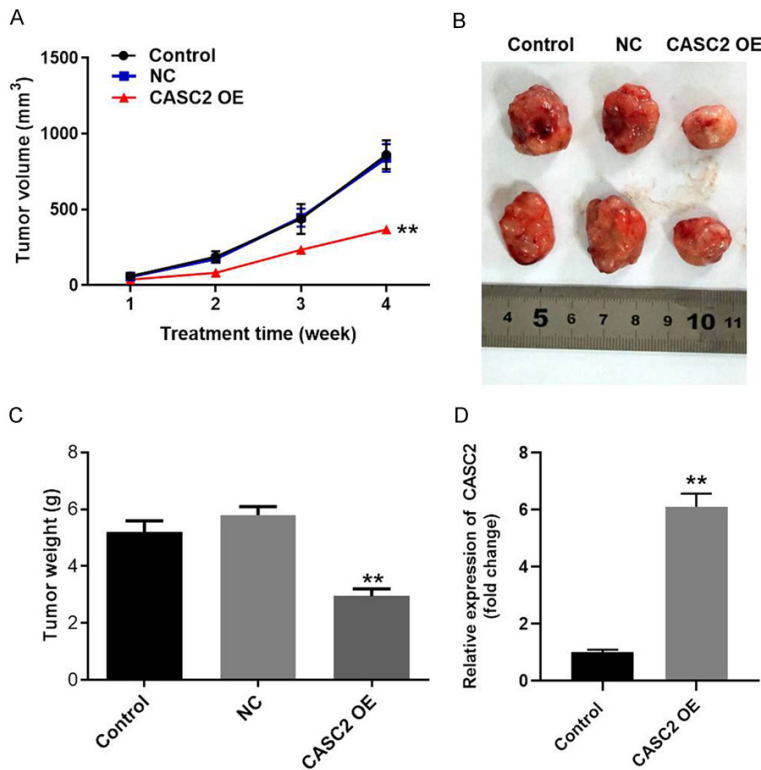 A
Tumor volume (mm3)
1500
1000
500
0
Control
NC
CASC2 OE
**
1 2 3 4
Treatment time (week)
B
Control NC CASC2 OE
4 5 6 7 8 9 10 11
C
Tumor weight (g)
8
6
4
2
0
**
Control
NC
CASC2 OE
D
Relative expression of CASC2
(fold change)
8
6
4
2
0
**
Control
CASC2 OE